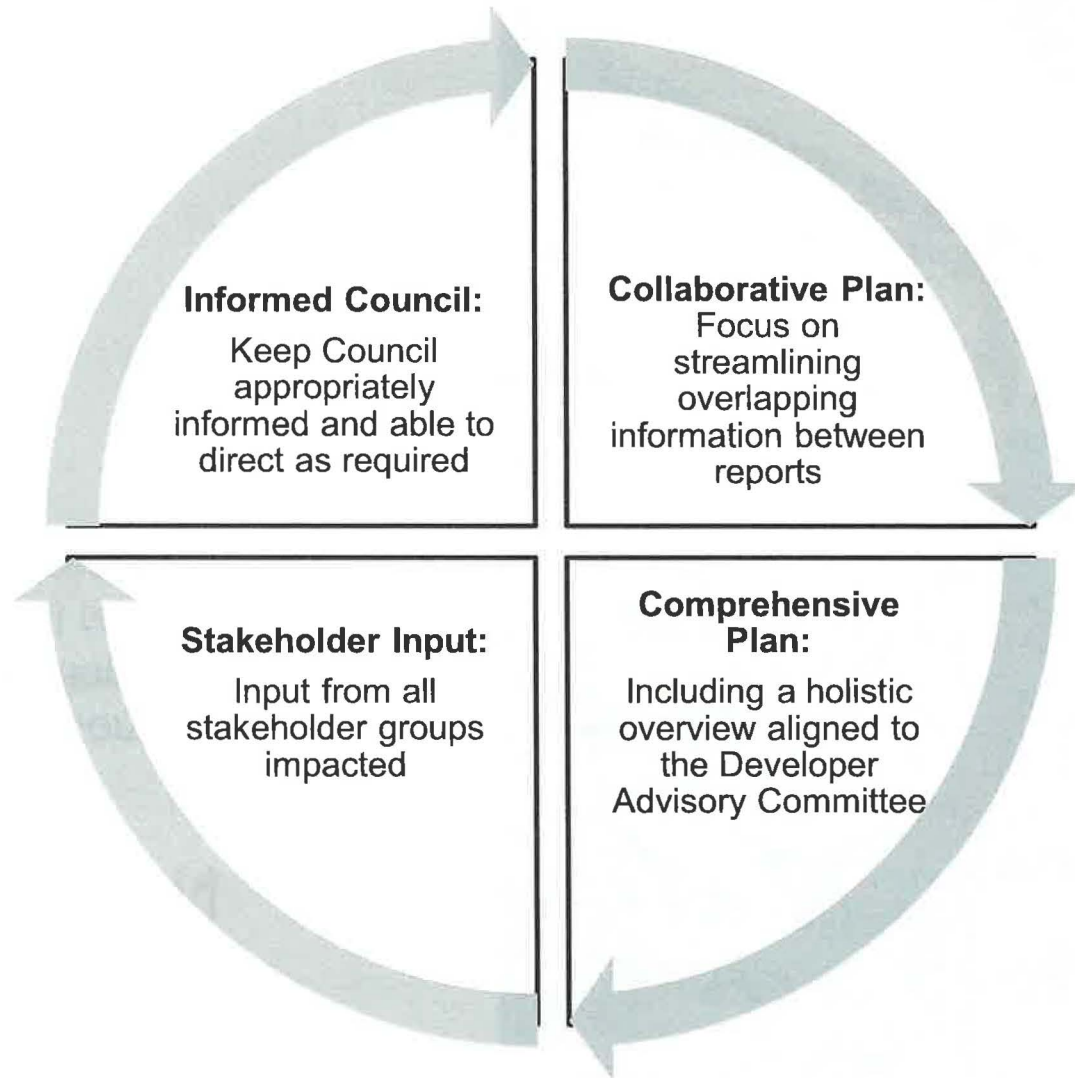 Informed Council:
Keep Council
appropriately
informed and able to
direct as required
Collaborative Plan:
Focus on
streamlining
overlapping
information between
reports
Stakeholder Input:
Input from all
stakeholder groups
impacted
Comprehensive
Plan:
Including a holistic
overview aligned to
the Developer
Advisory Committee